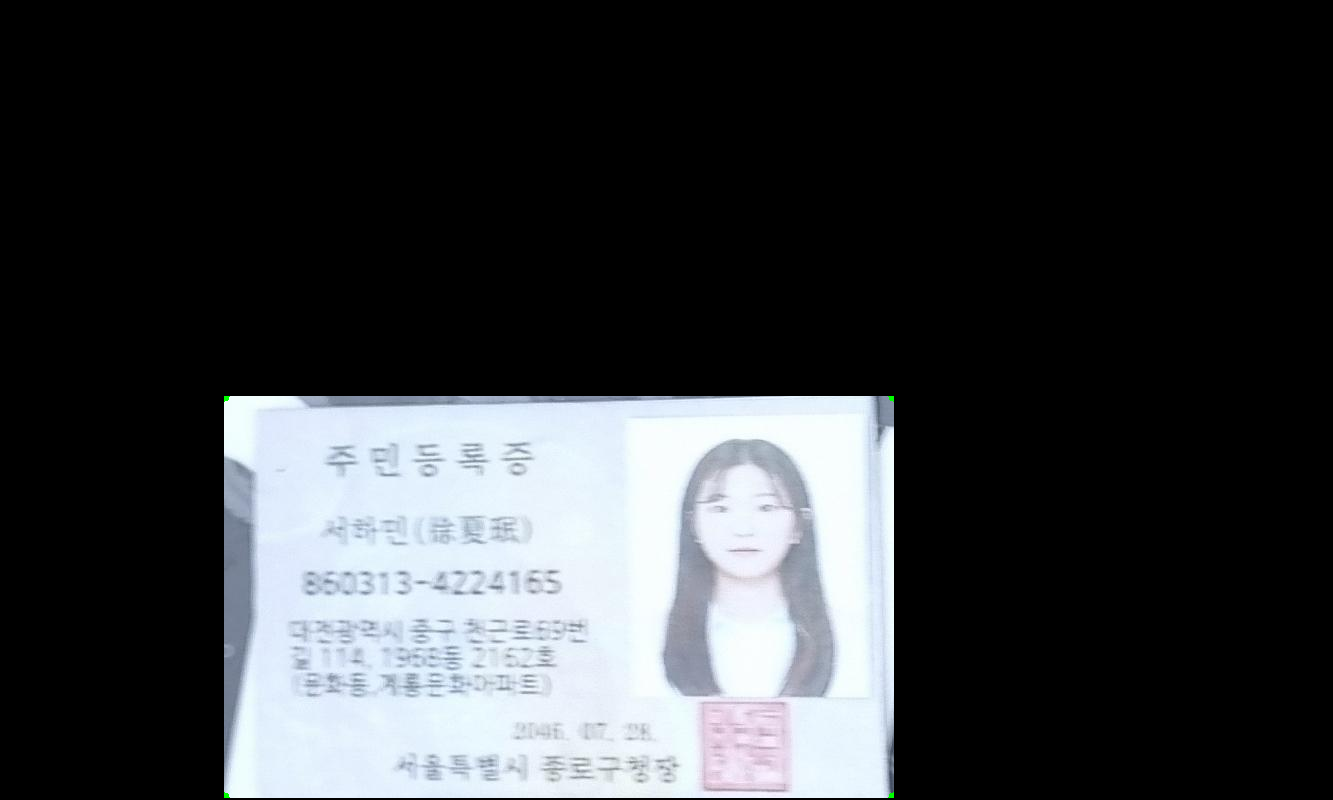 주민등록증
서하민(徐夏珉)
860313-4224165
대전광역시 중구 천근로69번
길 114, 1968동 2162호
(문화동,계룡문화아파트)
2046. 07. 28.
서울특별시 종로구청장